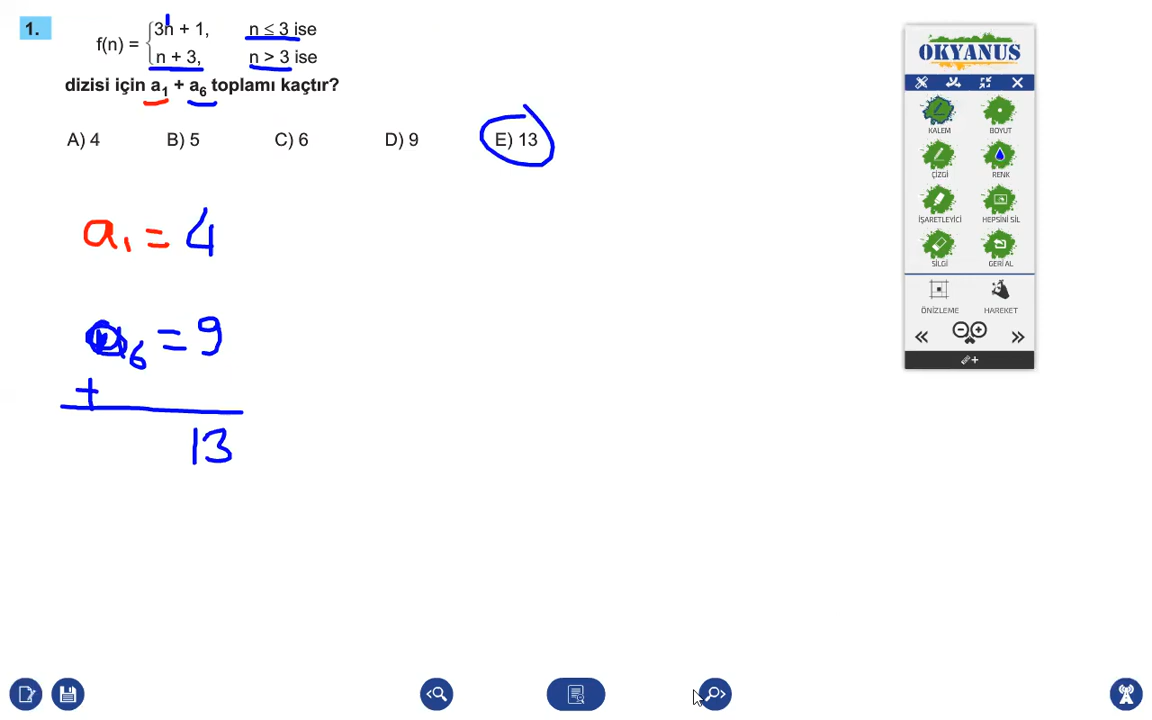 1.
f(n) = 3n + 1, n ≤ 3 ise
n + 3, n > 3 ise
dizisi için a1 + a6 toplamı kaçtır?
A) 4 B) 5 C) 6 D) 9 E) 13
a1 = 4
a6 = 9
+
13
OKYANUS
KALEM BOYUT
ÇİZGİ RENK
İŞARETLEYİCİ HEPSİNİ SİL
SİLGİ GERİ AL
ÖNİZLEME HAREKET